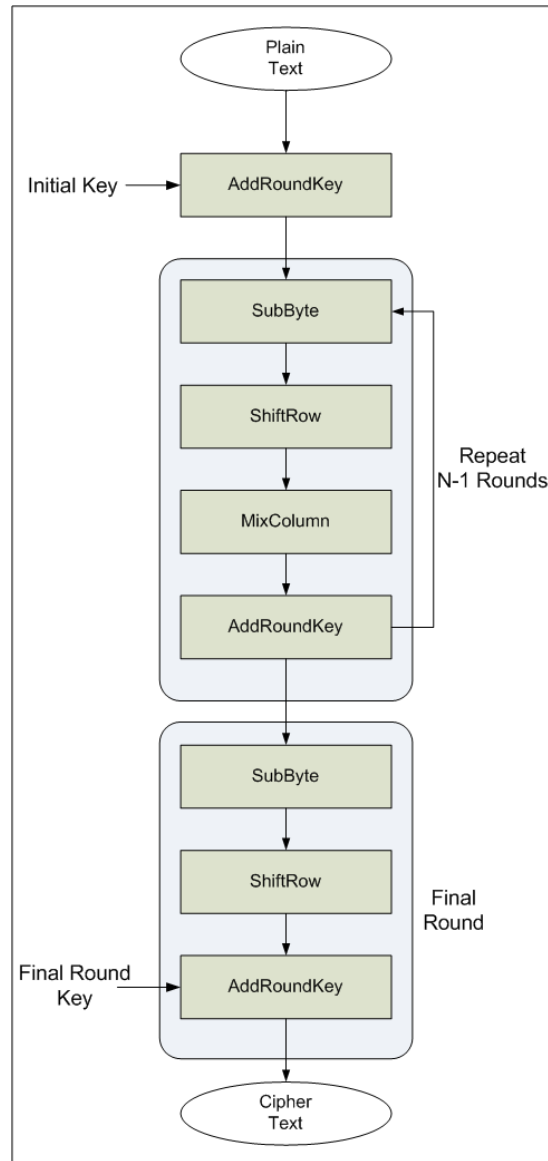 Plain
Text
Initial Key
AddRoundKey
SubByte
ShiftRow
MixColumn
AddRoundKey
Repeat
N-1 Rounds
SubByte
ShiftRow
AddRoundKey
Final
Round
Final Round
Key
Cipher
Text